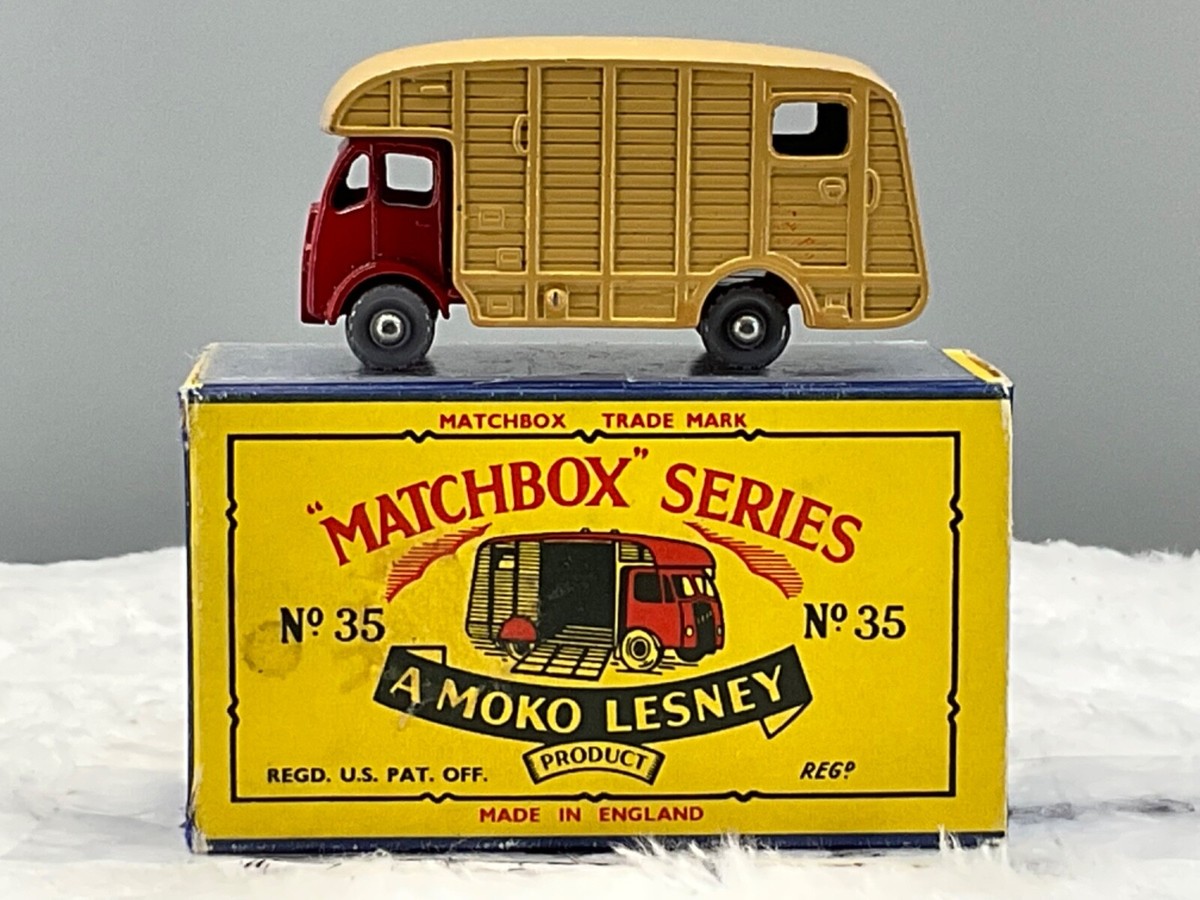 MATCHBOX TRADE MARK
"MATCHBOX" SERIES
Nº 35
Nº 35
A MOKO LESNEY
PRODUCT
REGD. U.S. PAT. OFF.
REGᴰ.
MADE IN ENGLAND